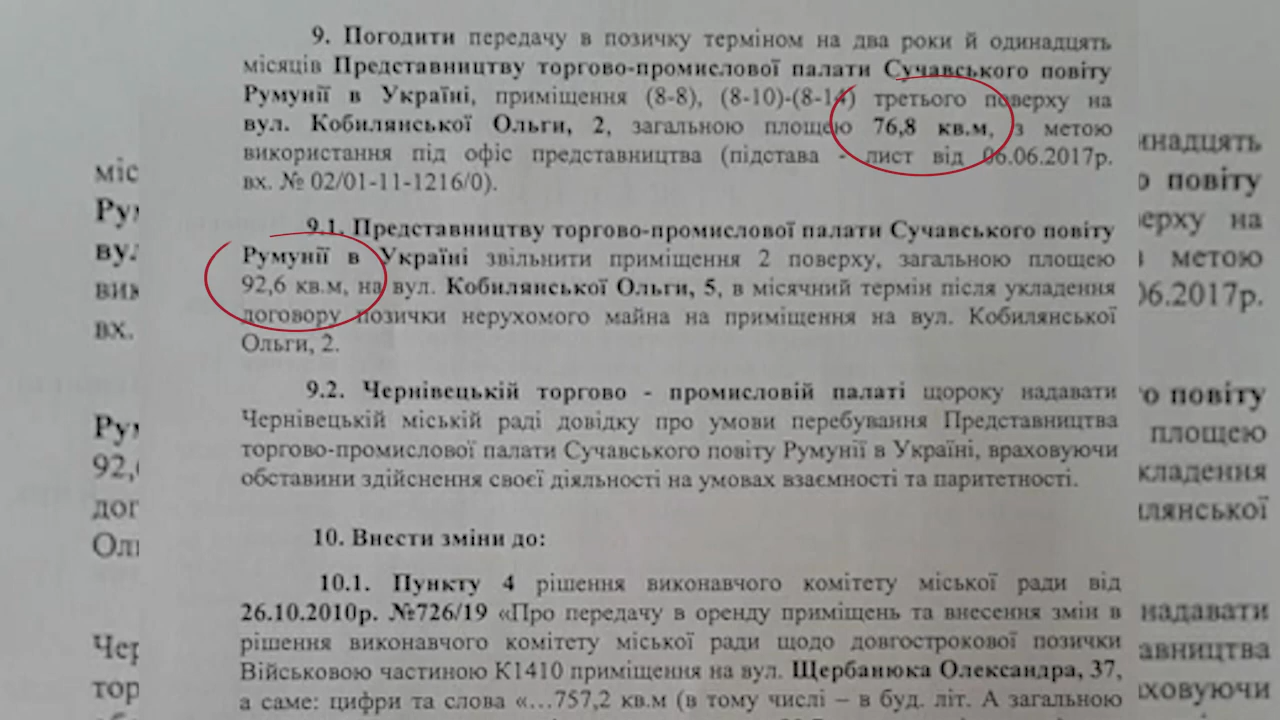 9. Погодити передачу в позичку терміном на два роки й одинадцять
місяців Представництву торгово-промислової палати Сучавського повіту
Румунії в Україні, приміщення (8-8), (8-10)-(8-14) третього поверху на
вул. Кобилянської Ольги, 2, загальною площею 76,8 кв.м, з метою
використання під офіс представництва (підстава - лист від 06.06.2017р.
вх. № 02/01-11-1216/0).
9.1. Представництву торгово-промислової палати Сучавського повіту
Румунії в Україні звільнити приміщення 2 поверху, загальною площею
92,6 кв.м, на вул. Кобилянської Ольги, 5, в місячний термін після укладення
договору позички нерухомого майна на приміщення на вул. Кобилянської
Ольги, 2.
9.2. Чернівецькій торгово - промисловій палаті щороку надавати
Чернівецькій міській раді довідку про умови перебування Представництва
торгово-промислової палати Сучавського повіту Румунії в Україні, враховуючи
обставини здійснення своєї діяльності на умовах взаємності та паритетності.
10. Внести зміни до:
10.1. Пункту 4 рішення виконавчого комітету міської ради від
26.10.2010р. №726/19 «Про передачу в оренду приміщень та внесення змін в
рішення виконавчого комітету міської ради щодо довгострокової позички
Військовою частиною К1410 приміщення на вул. Щербанюка Олександра, 37,
а саме: цифри та слова «...757,2 кв.м (в тому числі – в буд. літ. А загальною